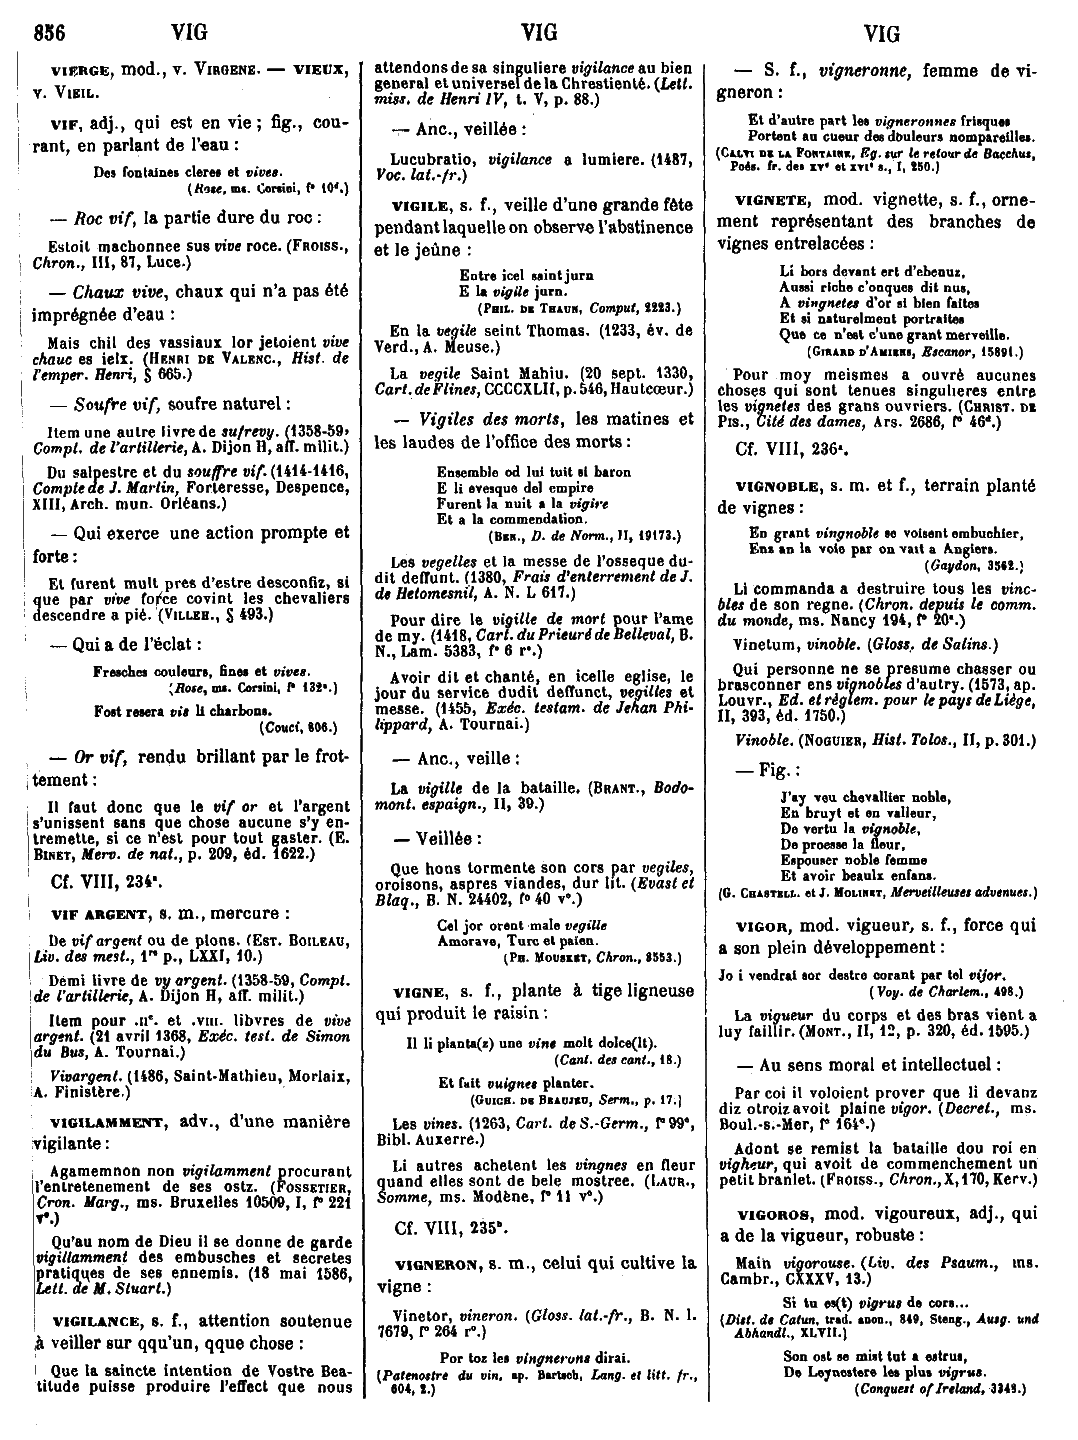 856 VIG VIG VIG
VIERGE, mod., v. VIRGENE. — VIEUX,
v. VIEIL.
VIF, adj., qui est en vie ; fig., cou-
rant, en parlant de l'eau :
Des fontaines cleres et vives.
(Rose, ms. Corsini, f° 10d.)
— Roc vif, la partie dure du roc :
Estoit machonnee sus vive roce. (FROISS.,
Chron., III, 87, Luce.)
— Chaux vive, chaux qui n'a pas été
imprégnée d'eau :
Mais chil des vassiaux lor jetoient vive
chauc es ielx. (HENRI DE VALENC., Hist. de
l'emper. Henri, § 665.)
— Soufre vif, soufre naturel :
Item une autre livre de sufrevy. (1358-59,
Compt. de l'artillerie, A. Dijon H, aff. milit.)
Du salpestre et du souffre vif. (1414-1416,
Compte de J. Martin, Forteresse, Despence,
XIII, Arch. mun. Orléans.)
— Qui exerce une action prompte et
forte :
Et furent mult pres d'estre desconfiz, si
que par vive force covint les chevaliers
descendre a pié. (VILLEH., § 493.)
— Qui a de l'éclat :
Fresches couleurs, fines et vives.
(Rose, ms. Corsini, f° 132a.)
Fost resera vis li charbons.
(Couci, 806.)
— Or vif, rendu brillant par le frot-
tement :
Il faut donc que le vif or et l'argent
s'unissent sans que chose aucune s'y en-
tremette, si ce n'est pour tout gaster. (E.
BINET, Merv. de nat., p. 209, éd. 1622.)
Cf. VIII, 234a.
VIF ARGENT, s. m., mercure :
De vif argent ou de plons. (EST. BOILEAU,
Liv. des mest., 1re p., LXXI, 10.)
Demi livre de vy argent. (1358-59, Compt.
de l'artillerie, A. Dijon H, aff. milit.)
Item pour .IIc. et .VIII. libvres de vive
argent. (21 avril 1368, Exéc. test. de Simon
du Bus, A. Tournai.)
Vivargent. (1486, Saint-Mathieu, Morlaix,
A. Finistère.)
VIGILAMMENT, adv., d'une manière
vigilante :
Agamemnon non vigilamment procurant
l'entretenement de ses ostz. (FOSSETIER,
Cron. Marg., ms. Bruxelles 10509, I, f° 221
v°.)
Qu'au nom de Dieu il se donne de garde
vigillamment des embusches et secretes
pratiques de ses ennemis. (18 mai 1586,
Lett. de M. Stuart.)
VIGILANCE, s. f., attention soutenue
à veiller sur qqu'un, qque chose :
Que la saincte intention de Vostre Bea-
titude puisse produire l'effect que nous
attendons de sa singuliere vigilance au bien
general et universel de la Chrestienté. (Lett.
miss. de Henri IV, t. V, p. 88.)
— Anc., veillée :
Lucubratio, vigilance a lumiere. (1487,
Voc. lat.-fr.)
VIGILE, s. f., veille d'une grande fête
pendant laquelle on observe l'abstinence
et le jeûne :
Entre icel saint jurn
E la vigile jurn.
(PHIL. DE THAUN, Comput, 2223.)
En la vegile seint Thomas. (1233, év. de
Verd., A. Meuse.)
La vegile Saint Mahiu. (20 sept. 1330,
Cart. de Flines, CCCCXLII, p. 546, Hautcœur.)
— Vigiles des morts, les matines et
les laudes de l'office des morts :
Ensemble od lui tuit si baron
E li evesque del empire
Furent la nuit a la vigire
Et a la commendation.
(BEN., D. de Norm., II, 19173.)
Les vegelles et la messe de l'osseque du-
dit deffunt. (1380, Frais d'enterrement de J.
de Hetomesnil, A. N. L 617.)
Pour dire le vigille de mort pour l'ame
de my. (1418, Cart. du Prieuré de Belleval, B.
N., Lam. 5383, f° 6 r°.)
Avoir dit et chanté, en icelle eglise, le
jour du service dudit deffunct, vegilles et
messe. (1455, Exéc. testam. de Jehan Phi-
lippard, A. Tournai.)
— Anc., veille :
La vigille de la bataille. (BRANT., Bodo-
mont. espaign., II, 39.)
— Veillée :
Que hons tormente son cors par vegiles,
oroisons, aspres viandes, dur lit. (Evast et
Blaq., B. N. 24402, f° 40 v°.)
Cel jor orent male vegille
Amorave, Turc et paien.
(PH. MOUSKET, Chron., 8553.)
VIGNE, s. f., plante à tige ligneuse
qui produit le raisin :
Il li planta(z) une vine molt dolce(lt).
(Cant. des cant., 18.)
Et fuit vuignes planter.
(GUICH. DE BEAUJEU, Serm., p. 17.)
Les vines. (1263, Cart. de S.-Germ., f° 99a,
Bibl. Auxerre.)
Li autres achetent les vingnes en fleur
quand elles sont de bele mostree. (LAUR.,
Somme, ms. Modène, f° 11 v°.)
Cf. VIII, 235b.
VIGNERON, s. m., celui qui cultive la
vigne :
Vinetor, vineron. (Gloss. lat.-fr., B. N. l.
7679, f° 264 r°.)
Por toz les vingnerons dirai.
(Patenostre du vin, ap. Bartsch, Lang. et litt. fr.,
604, 2.)
— S. f., vigneronne, femme de vi-
gneron :
Et d'autre part les vigneronnes frisques
Portent au cueur des douleurs nompareilles.
(CALVI DE LA FONTAINE, Eg. sur le retour de Bacchus,
Poés. fr. des XVe et XVIe s., I, 250.)
VIGNETE, mod. vignette, s. f., orne-
ment représentant des branches de
vignes entrelacées :
Li bors devant ert d'ebenuz,
Aussi riche c'onques dit nus,
A vingnetes d'or si bien faites
Et si naturelment portraites
Que ce n'est c'une grant merveille.
(GIRARD D'AMIENS, Escanor, 15891.)
Pour moy meismes a ouvré aucunes
choses qui sont tenues singulieres entre
les vignetes des grans ouvriers. (CHRIST. DE
PIS., Cité des dames, Ars. 2686, f° 46d.)
Cf. VIII, 236a.
VIGNOBLE, s. m. et f., terrain planté
de vignes :
En grant vingnoble se voisent embuchier,
Ens an la voie par on vait a Angiers.
(Gaydon, 3562.)
Li commanda a destruire tous les vinc-
bles de son regne. (Chron. depuis le comm.
du monde, ms. Nancy 194, f° 20a.)
Vinetum, vinoble. (Gloss. de Salins.)
Qui personne ne se presume chasser ou
brasconner ens vignobles d'autry. (1573, ap.
Louvr., Ed. et règlem. pour le pays de Liége,
II, 393, éd. 1750.)
Vinoble. (NOGUIER, Hist. Tolos., II, p. 301.)
— Fig. :
J'ay veu chevallier noble,
En bruyt et en valleur,
De vertu la vignoble,
De proesse la fleur,
Espouser noble femme
Et avoir beaulx enfans.
(G. CHASTELL. et J. MOLINET, Merveilleuses advenues.)
VIGOR, mod. vigueur, s. f., force qui
a son plein développement :
Jo i vendrai sor destre corant par tel vijor.
(Voy. de Charlem., 498.)
La vigueur du corps et des bras vient a
luy faillir. (MONT., II, 12, p. 320, éd. 1595.)
— Au sens moral et intellectuel :
Par coi il voloient prover que li devanz
diz otroiz avoit plaine vigor. (Decret., ms.
Boul.-s.-Mer, f° 164c.)
Adont se remist la bataille dou roi en
vigheur, qui avoit de commenchement un
petit branlet. (FROISS., Chron., X, 170, Kerv.)
VIGOROS, mod. vigoureux, adj., qui
a de la vigueur, robuste :
Main vigorouse. (Liv. des Psaum., ms.
Cambr., CXXXV, 13.)
Si tu es(t) vigrus de cors...
(Dist. de Catun, trad. anon., 849, Steng., Ausg. und
Abhandl., XLVII.)
Son ost se mist tut a estrus,
De Leynestere les plus vigrus.
(Conquest of Ireland, 3343.)